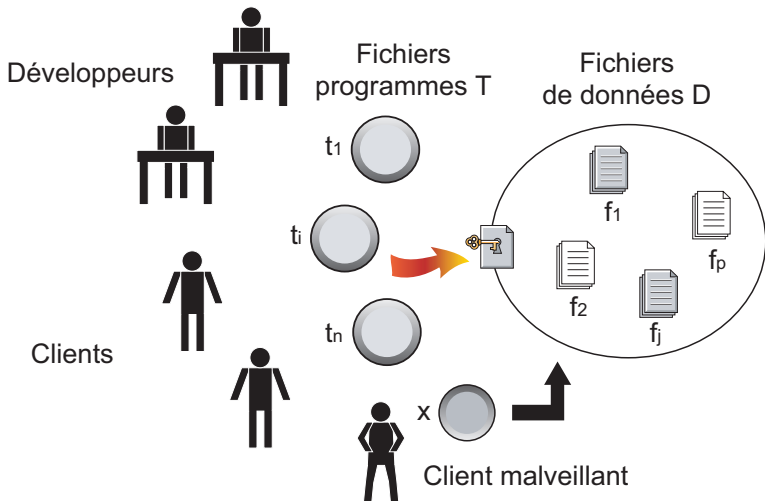 Développeurs
Fichiers
programmes T
Fichiers
de données D
t1
ti
tn
f1
fp
f2
fj
Clients
x
Client malveillant